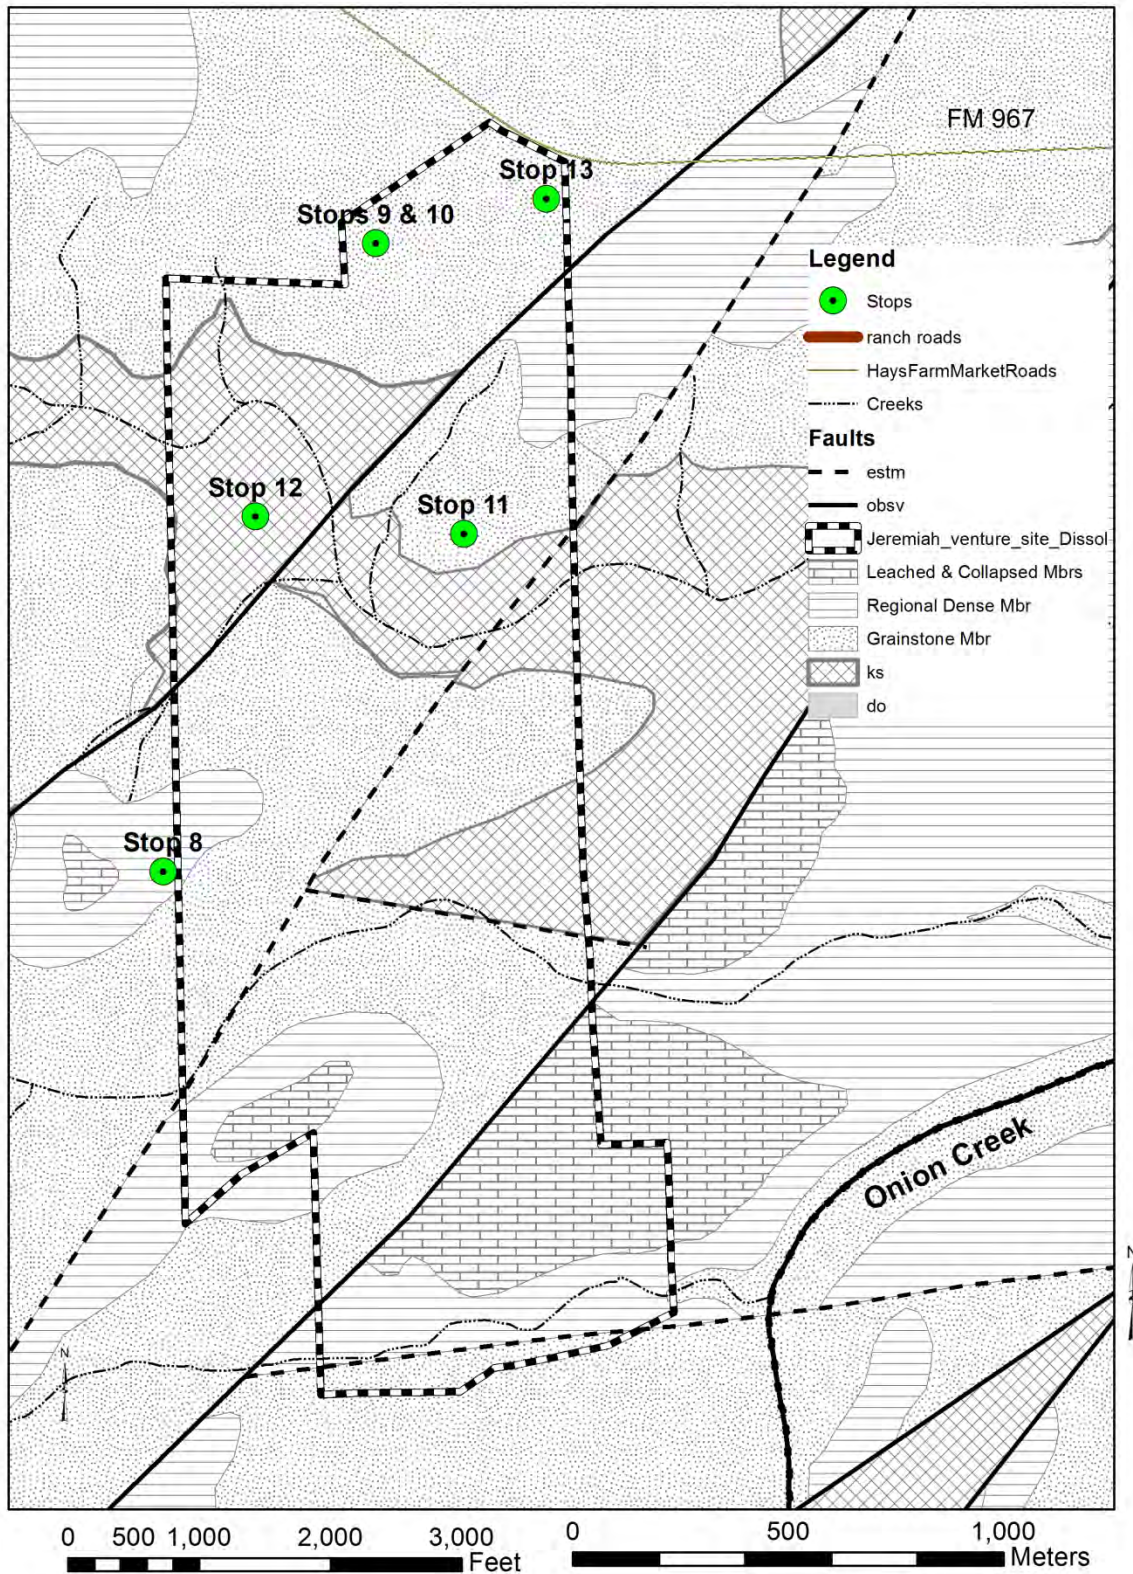 FM 967
Stop 13
Stops 9 & 10
Legend
Stops
ranch roads
HaysFarmMarketRoads
Creeks
Faults
estm
obsv
Jeremiah_venture_site_Dissol
Leached & Collapsed Mbrs
Regional Dense Mbr
Grainstone Mbr
ks
do
Stop 12
Stop 11
Stop 8
Onion Creek
N
N
0 500 1,000 2,000 3,000
Feet
0 500 1,000
Meters